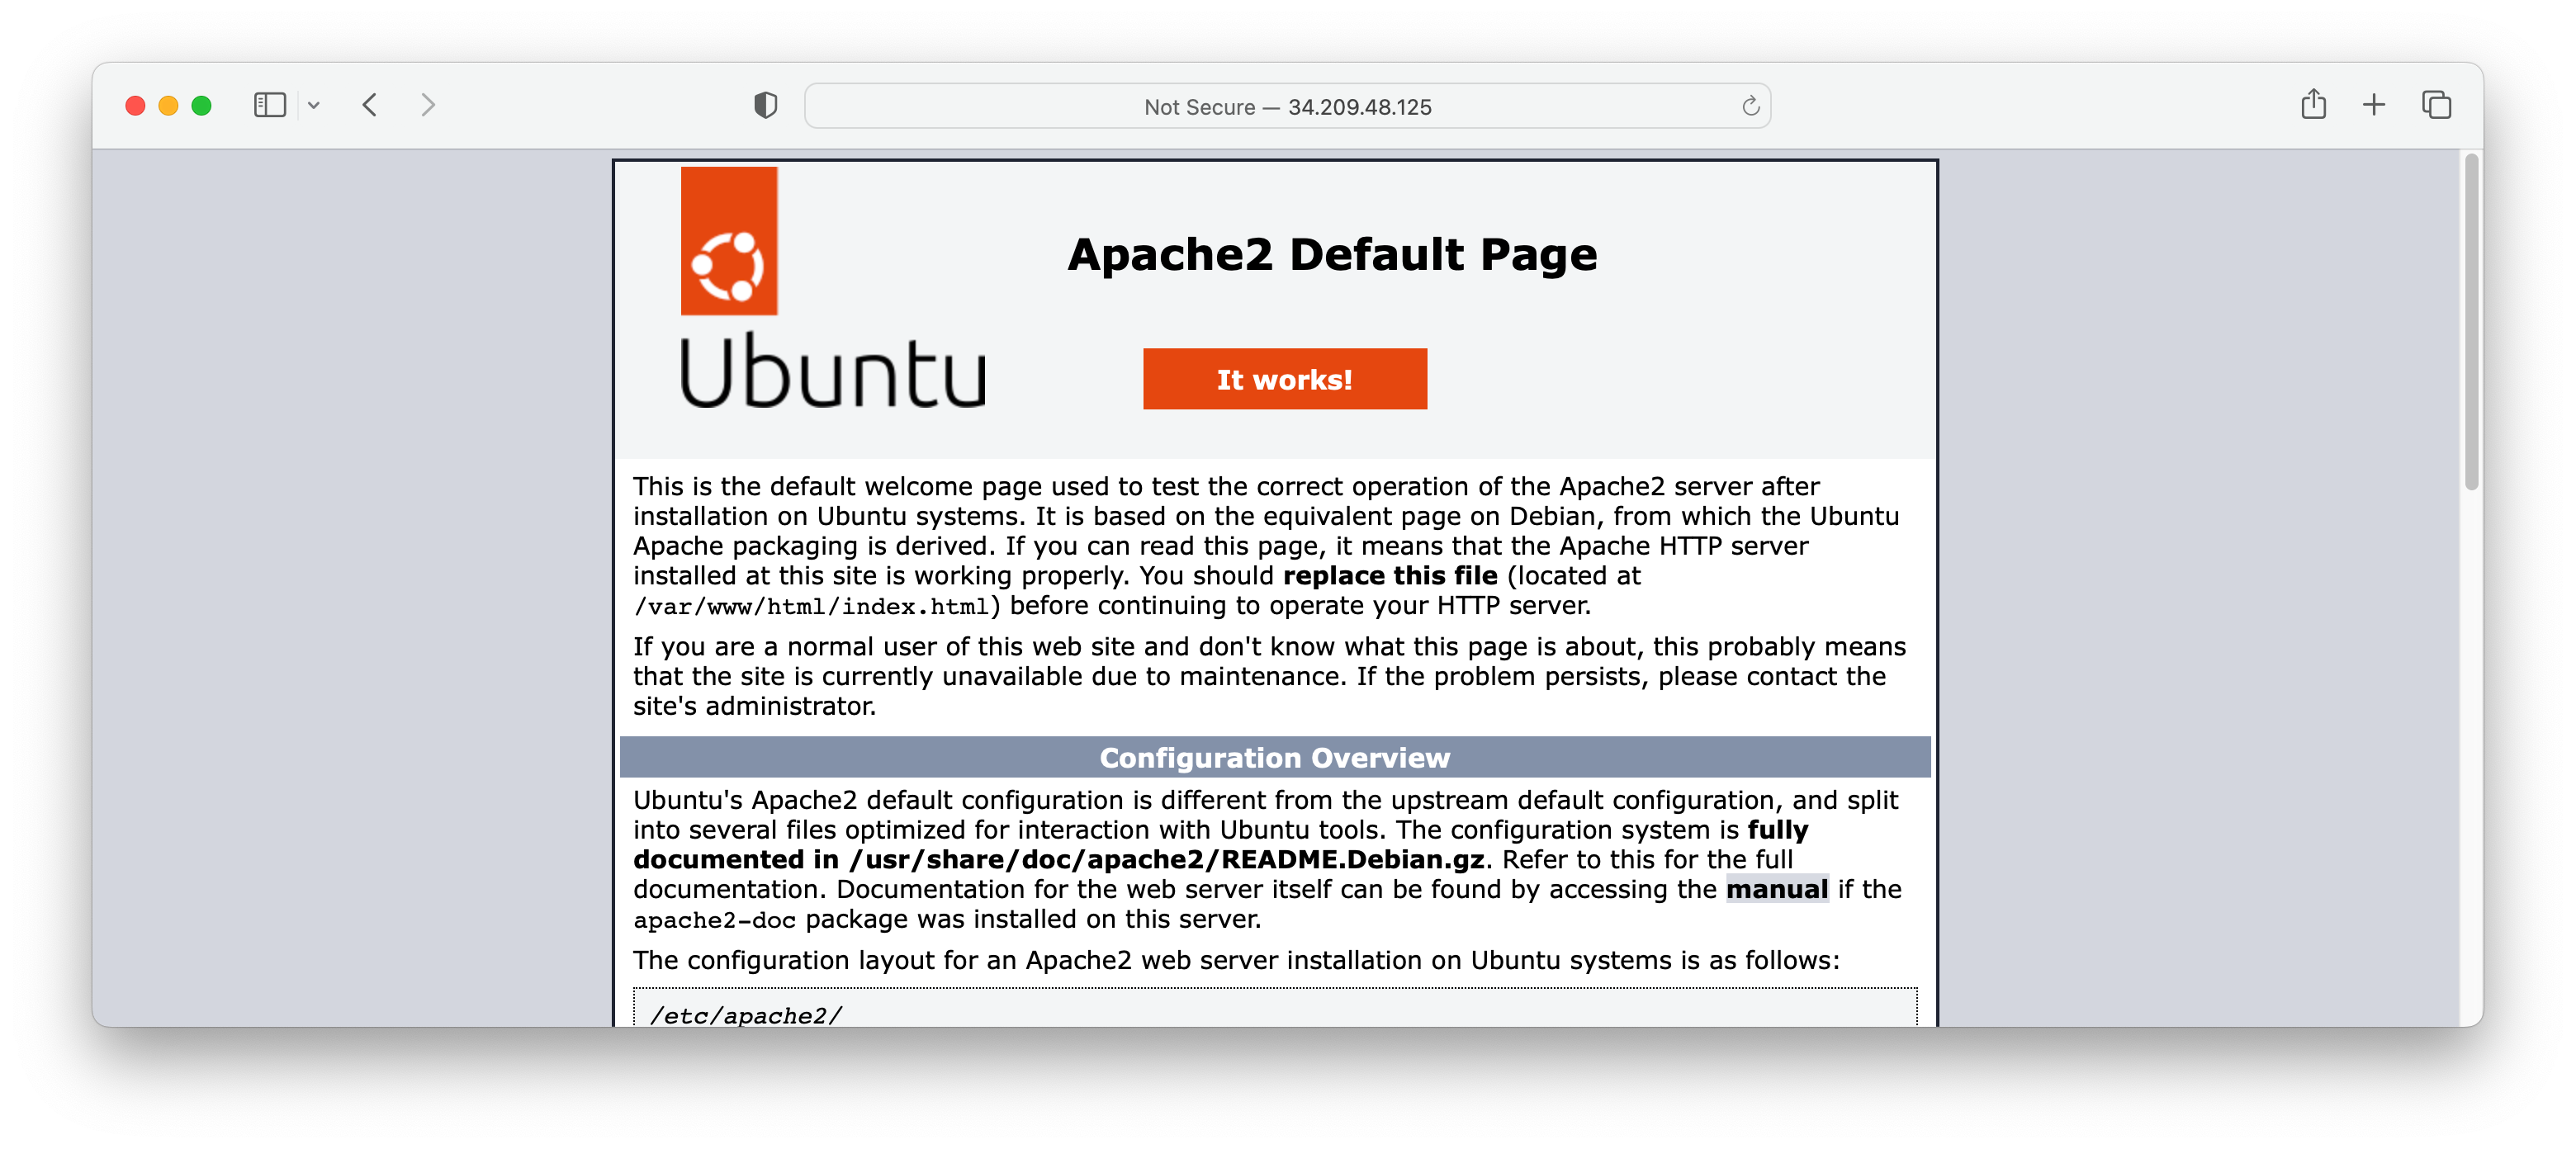 Not Secure — 34.209.48.125
Apache2 Default Page
Ubuntu
It works!
This is the default welcome page used to test the correct operation of the Apache2 server after
installation on Ubuntu systems. It is based on the equivalent page on Debian, from which the Ubuntu
Apache packaging is derived. If you can read this page, it means that the Apache HTTP server
installed at this site is working properly. You should replace this file (located at
/var/www/html/index.html) before continuing to operate your HTTP server.
If you are a normal user of this web site and don't know what this page is about, this probably means
that the site is currently unavailable due to maintenance. If the problem persists, please contact the
site's administrator.
Configuration Overview
Ubuntu's Apache2 default configuration is different from the upstream default configuration, and split
into several files optimized for interaction with Ubuntu tools. The configuration system is fully
documented in /usr/share/doc/apache2/README.Debian.gz. Refer to this for the full
documentation. Documentation for the web server itself can be found by accessing the manual if the
apache2-doc package was installed on this server.
The configuration layout for an Apache2 web server installation on Ubuntu systems is as follows:
/etc/apache2/